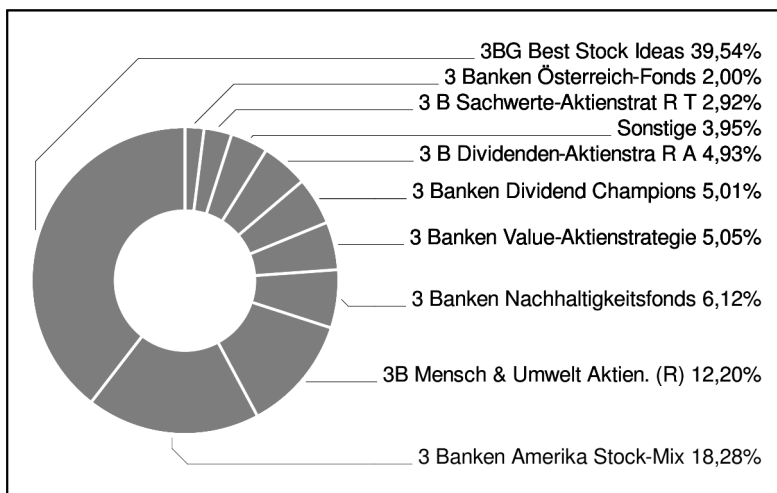 3BG Best Stock Ideas 39,54%
3 Banken Österreich-Fonds 2,00%
3 B Sachwerte-Aktienstrat R T 2,92%
Sonstige 3,95%
3 B Dividenden-Aktienstra R A 4,93%
3 Banken Dividend Champions 5,01%
3 Banken Value-Aktienstrategie 5,05%
3 Banken Nachhaltigkeitsfonds 6,12%
3B Mensch & Umwelt Aktien. (R) 12,20%
3 Banken Amerika Stock-Mix 18,28%